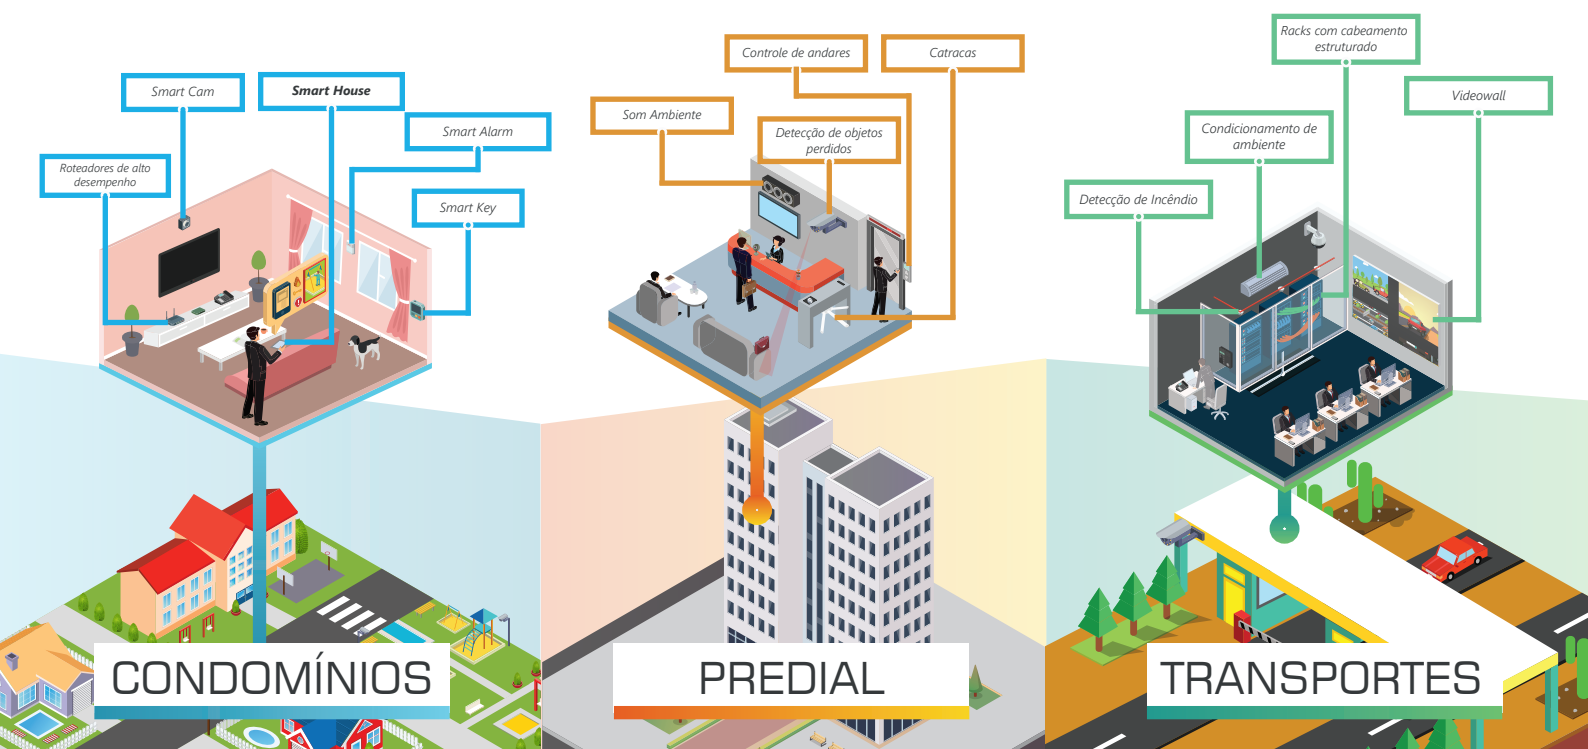 Smart Cam
Smart House
Smart Alarm
Roteadores de alto
desempenho
Smart Key
CONDOMÍNIOS
Controle de andares
Catracas
Som Ambiente
Detecção de objetos
perdidos
PREDIAL
Racks com cabeamento
estruturado
Videowall
Condicionamento de
ambiente
Detecção de Incêndio
TRANSPORTES